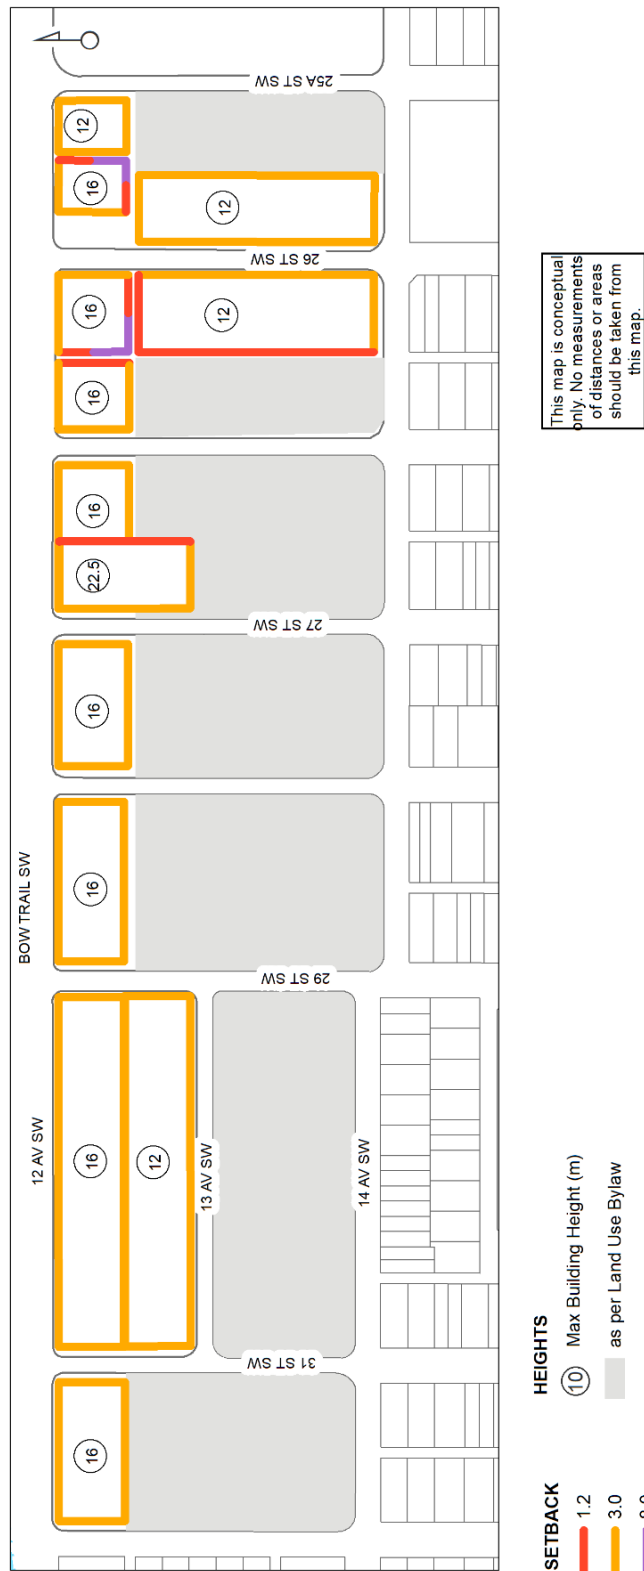 12 AV SW
BOW TRAIL SW
16
16
16
16
22.5
16
16
16
16
12
12
12
12
13 AV SW
31 ST SW
29 ST SW
27 ST SW
26 ST SW
25A ST SW
14 AV SW
SETBACK
1.2
3.0
HEIGHTS
10 Max Building Height (m)
as per Land Use Bylaw
This map is conceptual
only. No measurements
of distances or areas
should be taken from
this map.